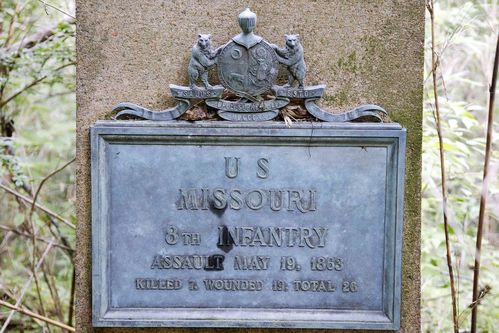 U S
MISSOURI
8TH INFANTRY
ASSAULT MAY 19, 1863
KILLED 7, WOUNDED 19; TOTAL 26